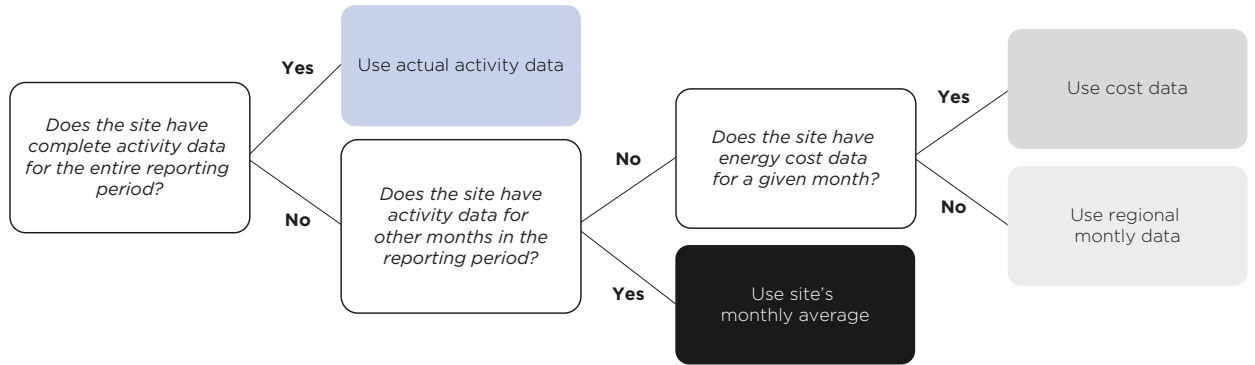 Does the site have
complete activity data
for the entire reporting
period?
Yes
Use actual activity data
No
Does the site have
activity data for
other months in the
reporting period?
No
Does the site have
energy cost data
for a given month?
Yes
Use cost data
No
Use regional
montly data
Yes
Use site's
monthly average